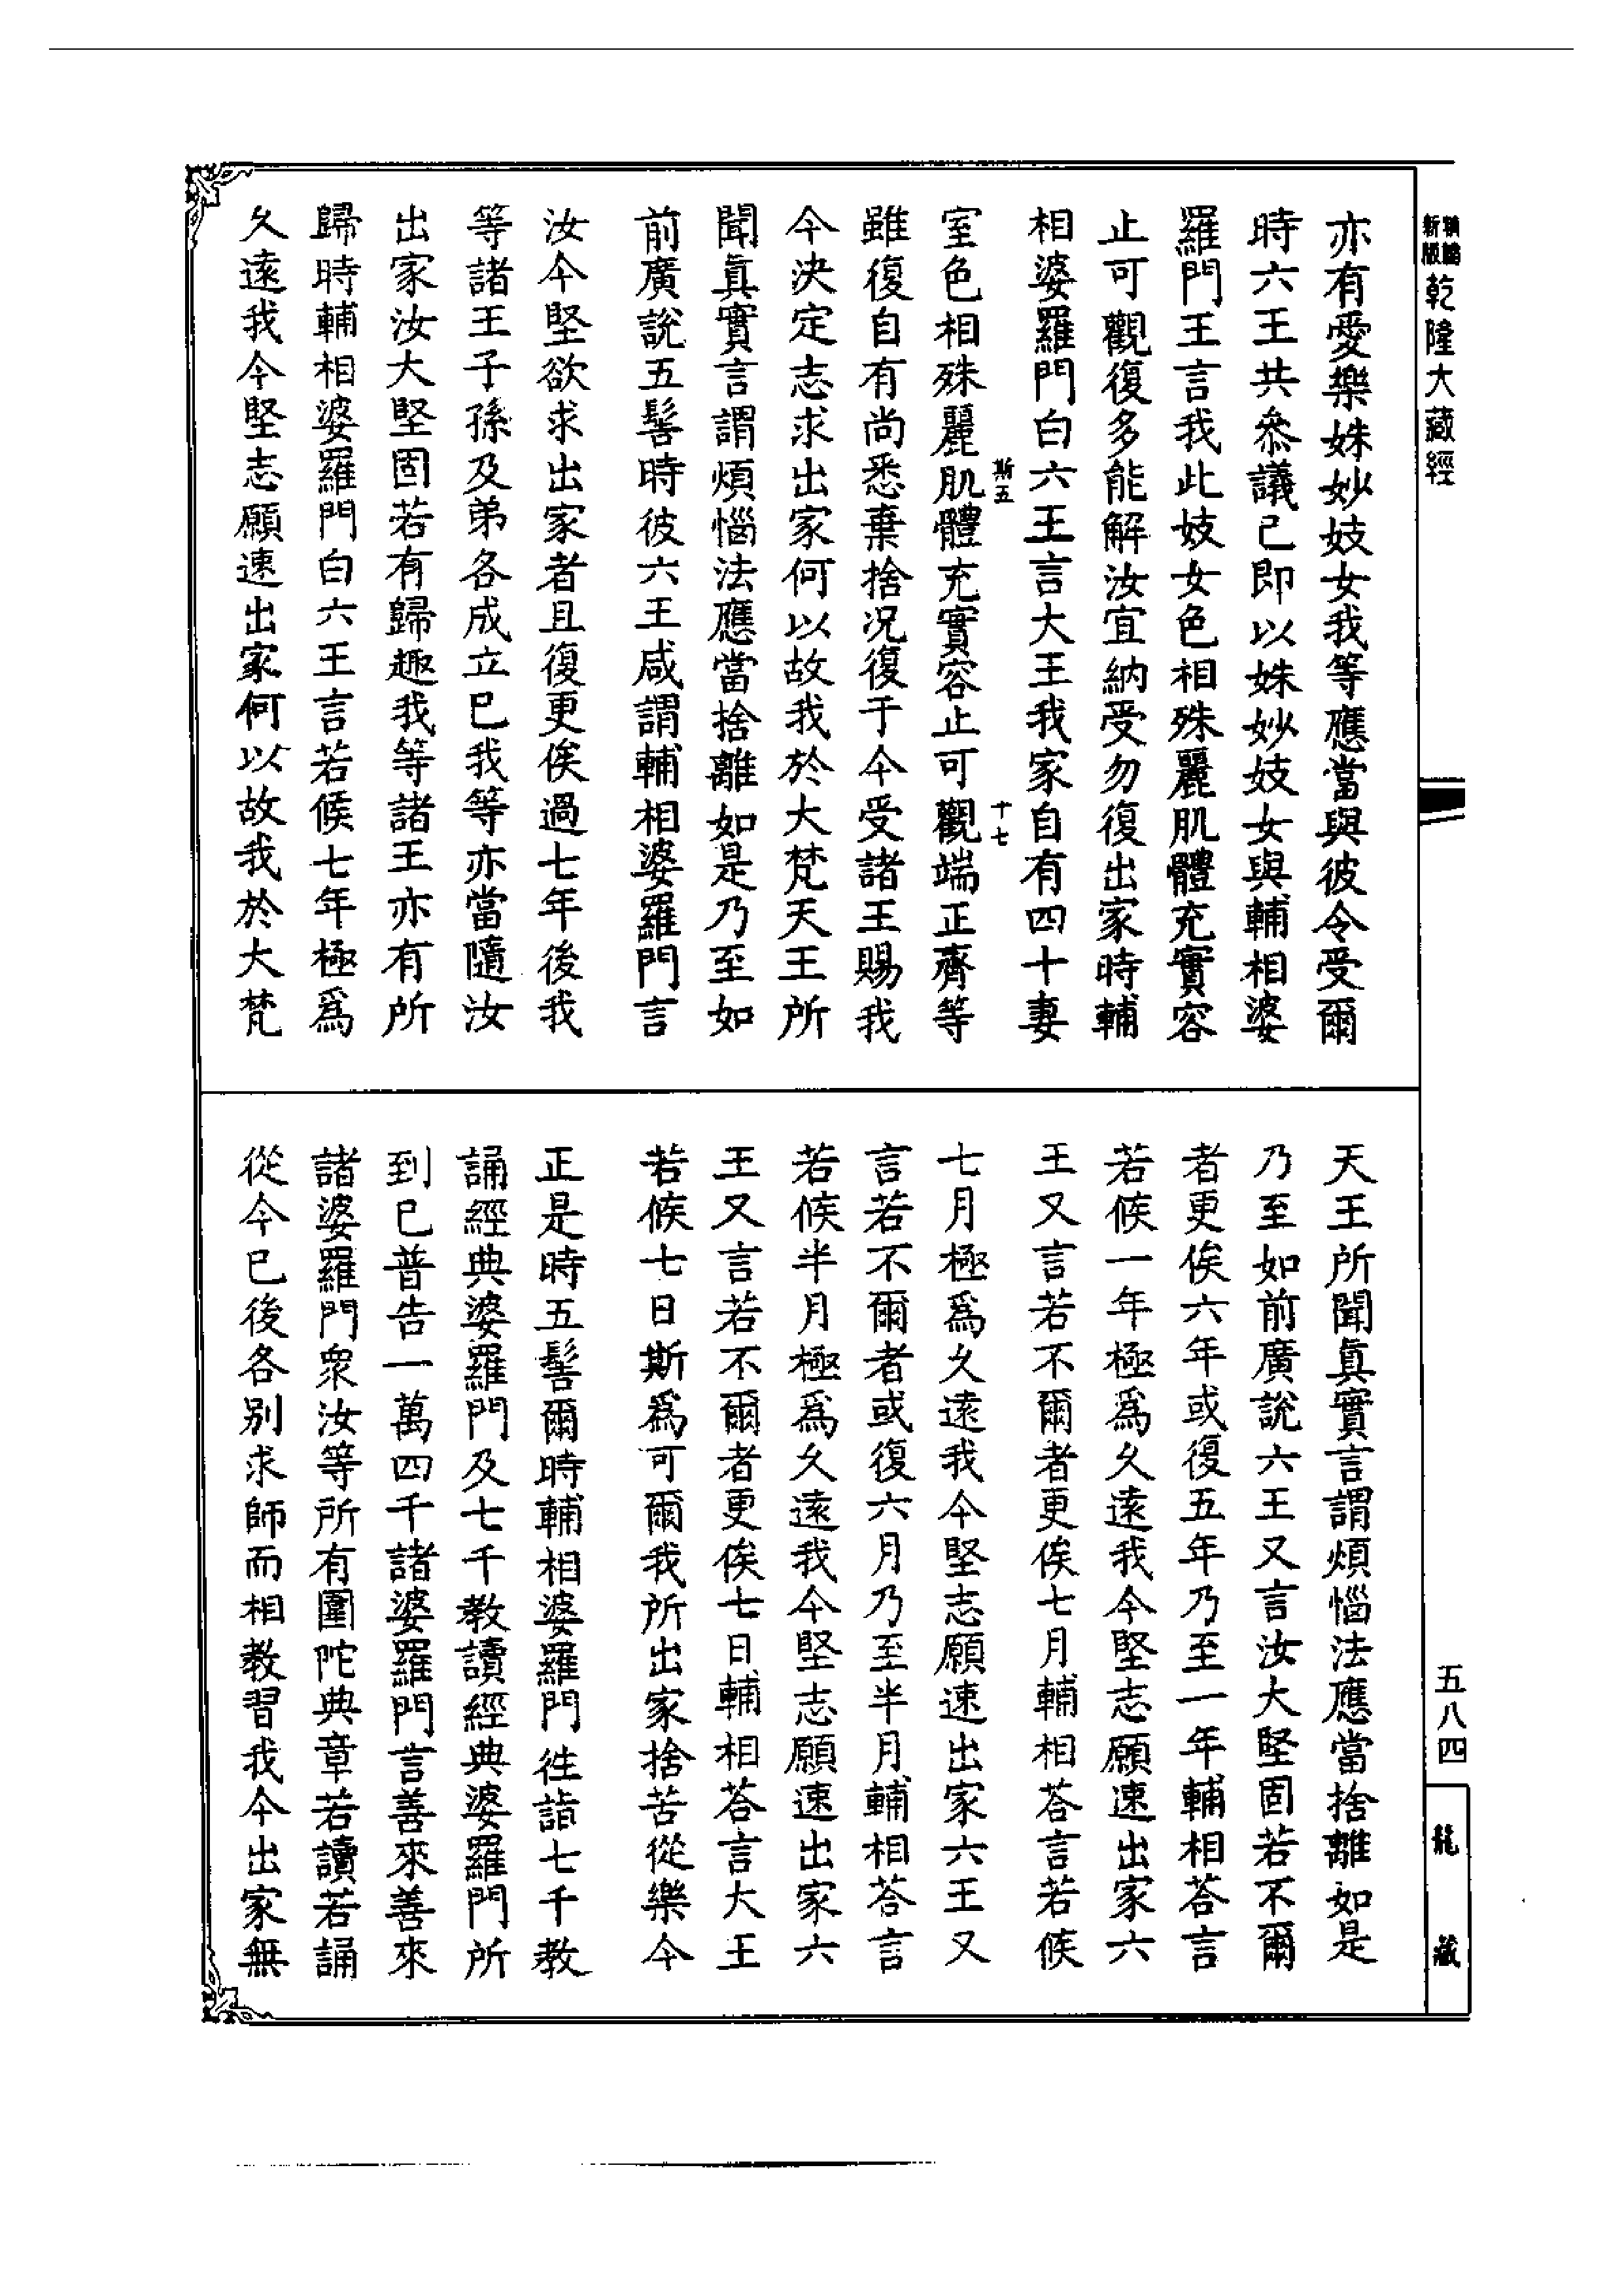 新版
乾隆大藏經
亦有愛樂姝妙妓女我等應當與彼令受爾
時六王共叅議已即以姝妙妓女與輔相婆
羅門王言我此妓女色相殊麗肌體充實容
止可觀復多能解汝宜納受勿復出家時輔
相婆羅門白六王言大王我家自有四十妻
斯五
十七
室色相殊麗肌體充實容止可觀端正齊等
雖復自有尚悉棄捨况復于今受諸王賜我
今決定志求出家何以故我於大梵天王所
聞眞實言謂煩惱法應當捨離如是乃至如
前廣說五髻時彼六王咸謂輔相婆羅門言
汝今堅欲求出家者且復更俟過七年後我
等諸王子孫及弟各成立已我等亦當隨汝
出家汝大堅固若有歸趣我等諸王亦有所
歸時輔相婆羅門白六王言若候七年極爲
久遠我今堅志願速出家何以故我於大梵
天王所聞眞實言謂煩惱法應當捨離如是
乃至如前廣說六王又言汝大堅固若不爾
者更俟六年或復五年乃至一年輔相荅言
若候一年極爲久遠我今堅志願速出家六
王又言若不爾者更俟七月輔相荅言若候
七月極爲久遠我今堅志願速出家六王又
言若不爾者或復六月乃至半月輔相荅言
若候半月極爲久遠我今堅志願速出家六
王又言若不爾者更俟七日輔相荅言大王
若候七日斯爲可爾我所出家捨苦從樂今
正是時五髻爾時輔相婆羅門徃詣七千教
誦經典婆羅門及七千教讀經典婆羅門所
到已普告一萬四千諸婆羅門言善來善來
諸婆羅門衆汝等所有圍陀典章若讀若誦
從今已後各別求師而相教習我今出家無
五八四
龍藏